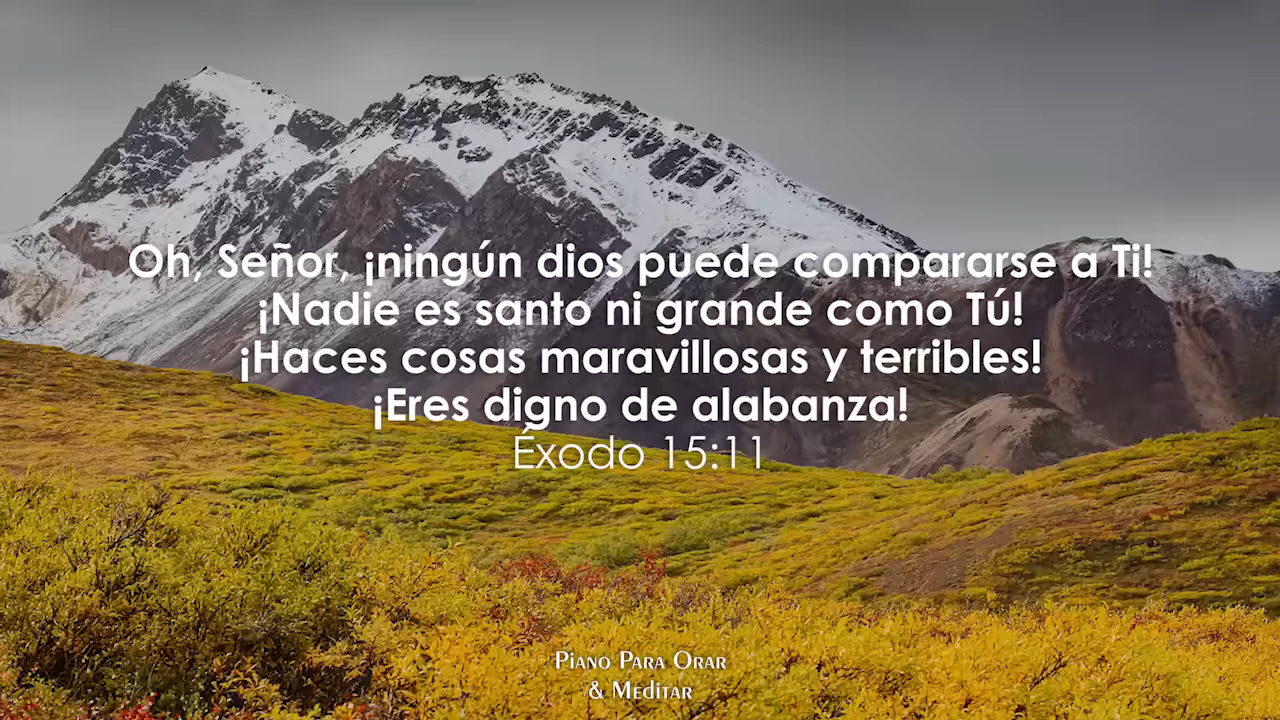 Oh, Señor, ¡ningún dios puede compararse a Ti!
¡Nadie es santo ni grande como Tú!
¡Haces cosas maravillosas y terribles!
¡Eres digno de alabanza!
Éxodo 15:11
Piano Para Orar
& Meditar